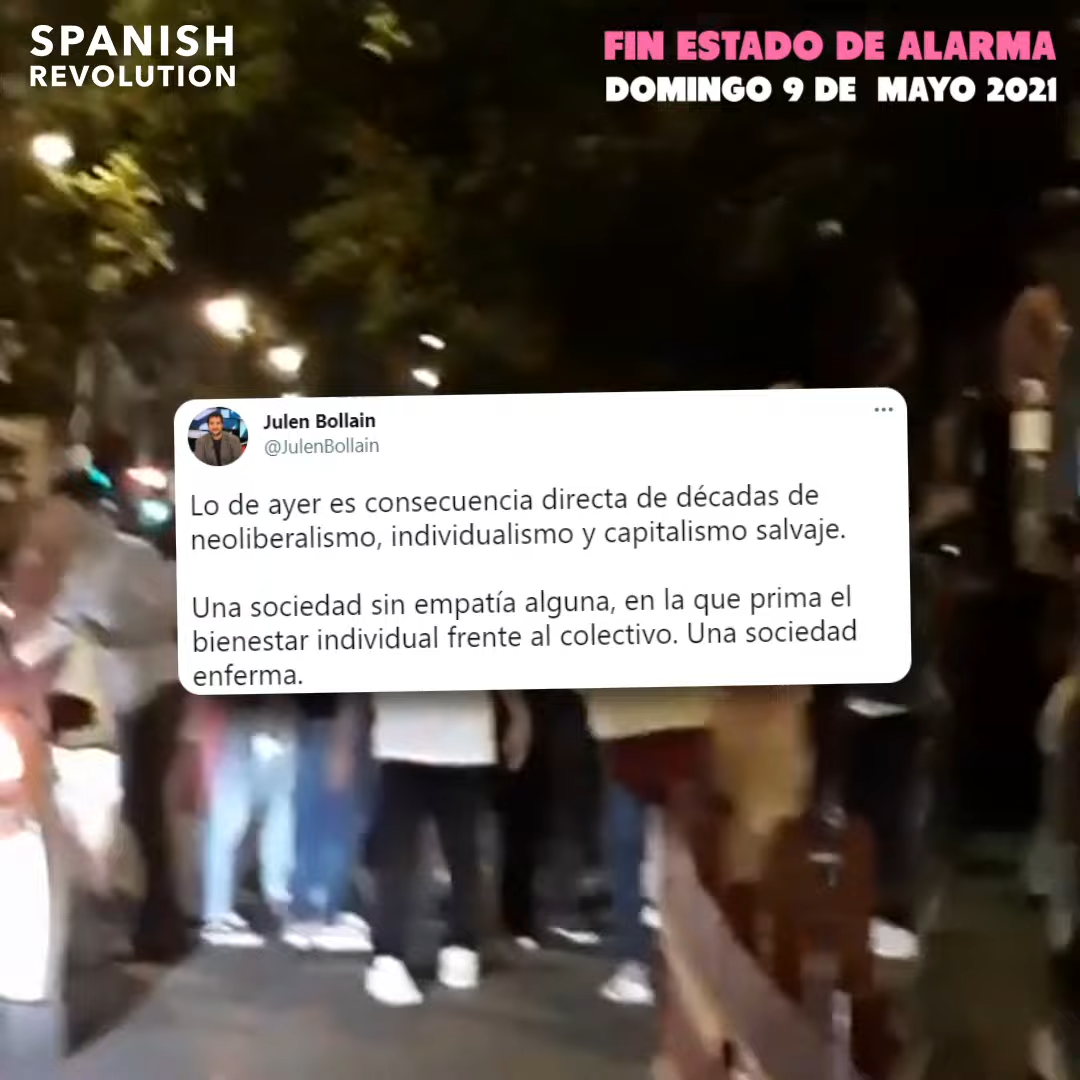 SPANISH
REVOLUTION
FIN ESTADO DE ALARMA
DOMINGO 9 DE MAYO 2021
Julen Bollain
@JulenBollain
Lo de ayer es consecuencia directa de décadas de
neoliberalismo, individualismo y capitalismo salvaje.
Una sociedad sin empatía alguna, en la que prima el
bienestar individual frente al colectivo. Una sociedad
enferma.